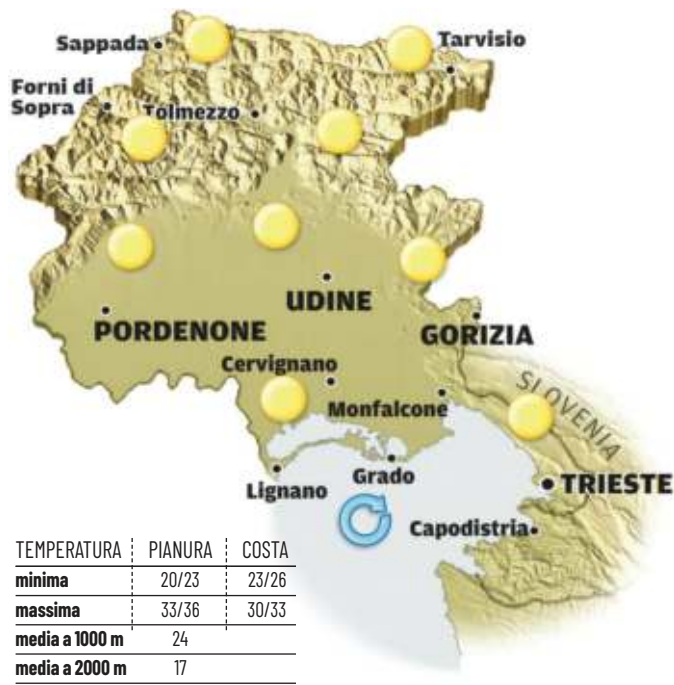 Sappada
Tarvisio
Forni di
Sopra
Tolmezzo
UDINE
PORDENONE
GORIZIA
Cervignano
SLOVENIA
Monfalcone
Grado
Lignano
TRIESTE
Capodistria
TEMPERATURA PIANURA COSTA
minima 20/23 23/26
massima 33/36 30/33
media a 1000 m 24
media a 2000 m 17